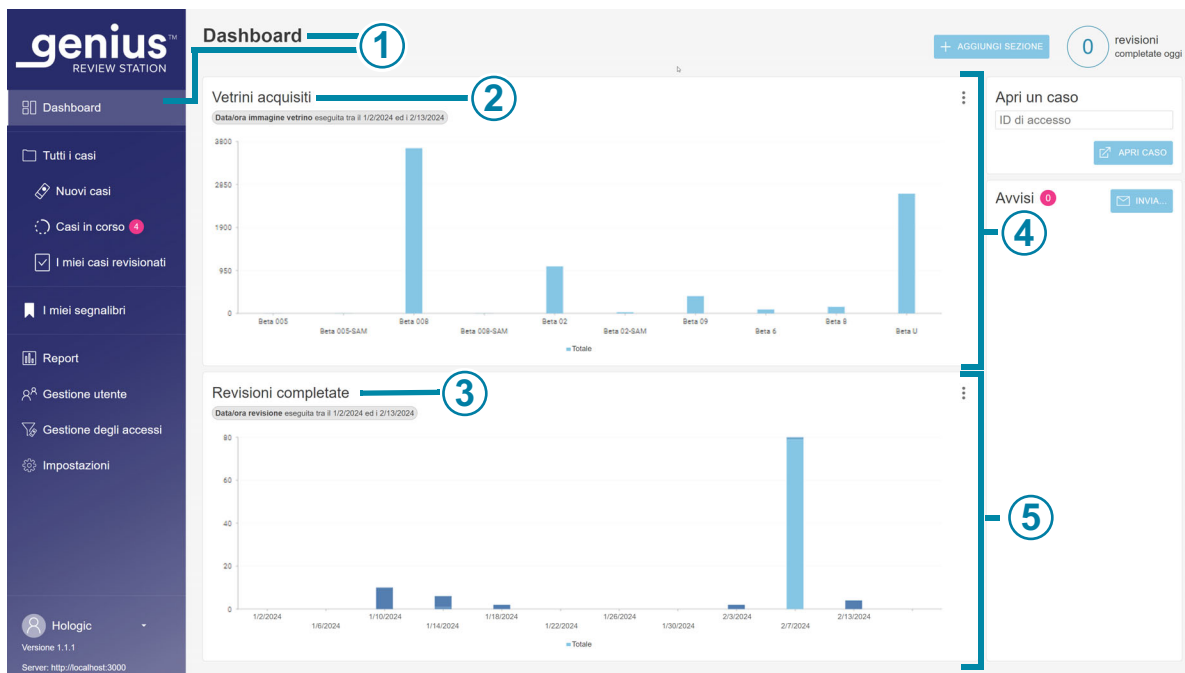 genius™
REVIEW STATION
Dashboard
Tutti i casi
Nuovi casi
Casi in corso 4
I miei casi revisionati
I miei segnalibri
Report
Gestione utente
Gestione degli accessi
Impostazioni
Hologic
Versione 1.1.1
Server: http://localhost:3000
Dashboard
1
+ AGGIUNGI SEZIONE
0
revisioni
completate oggi
Vetrini acquisiti
2
Data/ora immagine vetrino eseguita tra il 1/2/2024 ed i 2/13/2024
3800
2850
1900
950
0
Beta 005
Beta 005-SAM
Beta 008
Beta 008-SAM
Beta 02
Beta 02-SAM
Beta 09
Beta 6
Beta 8
Beta U
Totale
4
Revisioni completate
3
Data/ora revisione eseguita tra il 1/2/2024 ed i 2/13/2024
80
60
40
20
0
1/2/2024
1/6/2024
1/10/2024
1/14/2024
1/18/2024
1/22/2024
1/26/2024
1/30/2024
2/3/2024
2/7/2024
2/13/2024
Totale
5
Apri un caso
ID di accesso
APRI CASO
Avvisi 0
INVIA...